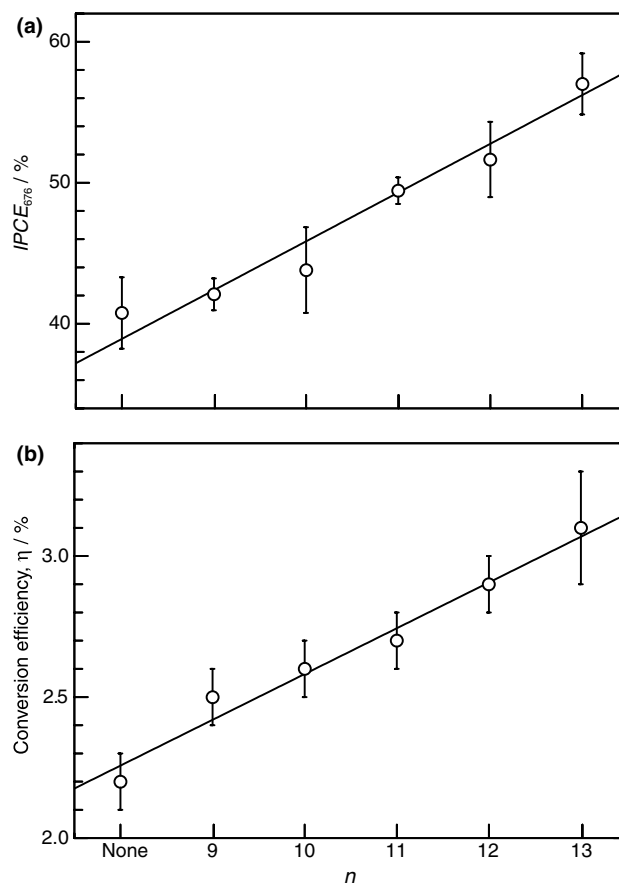 (a)
60
50
40
IPCE676 / %
(b)
3.0
2.5
2.0
Conversion efficiency, η / %
None 9 10 11 12 13
n